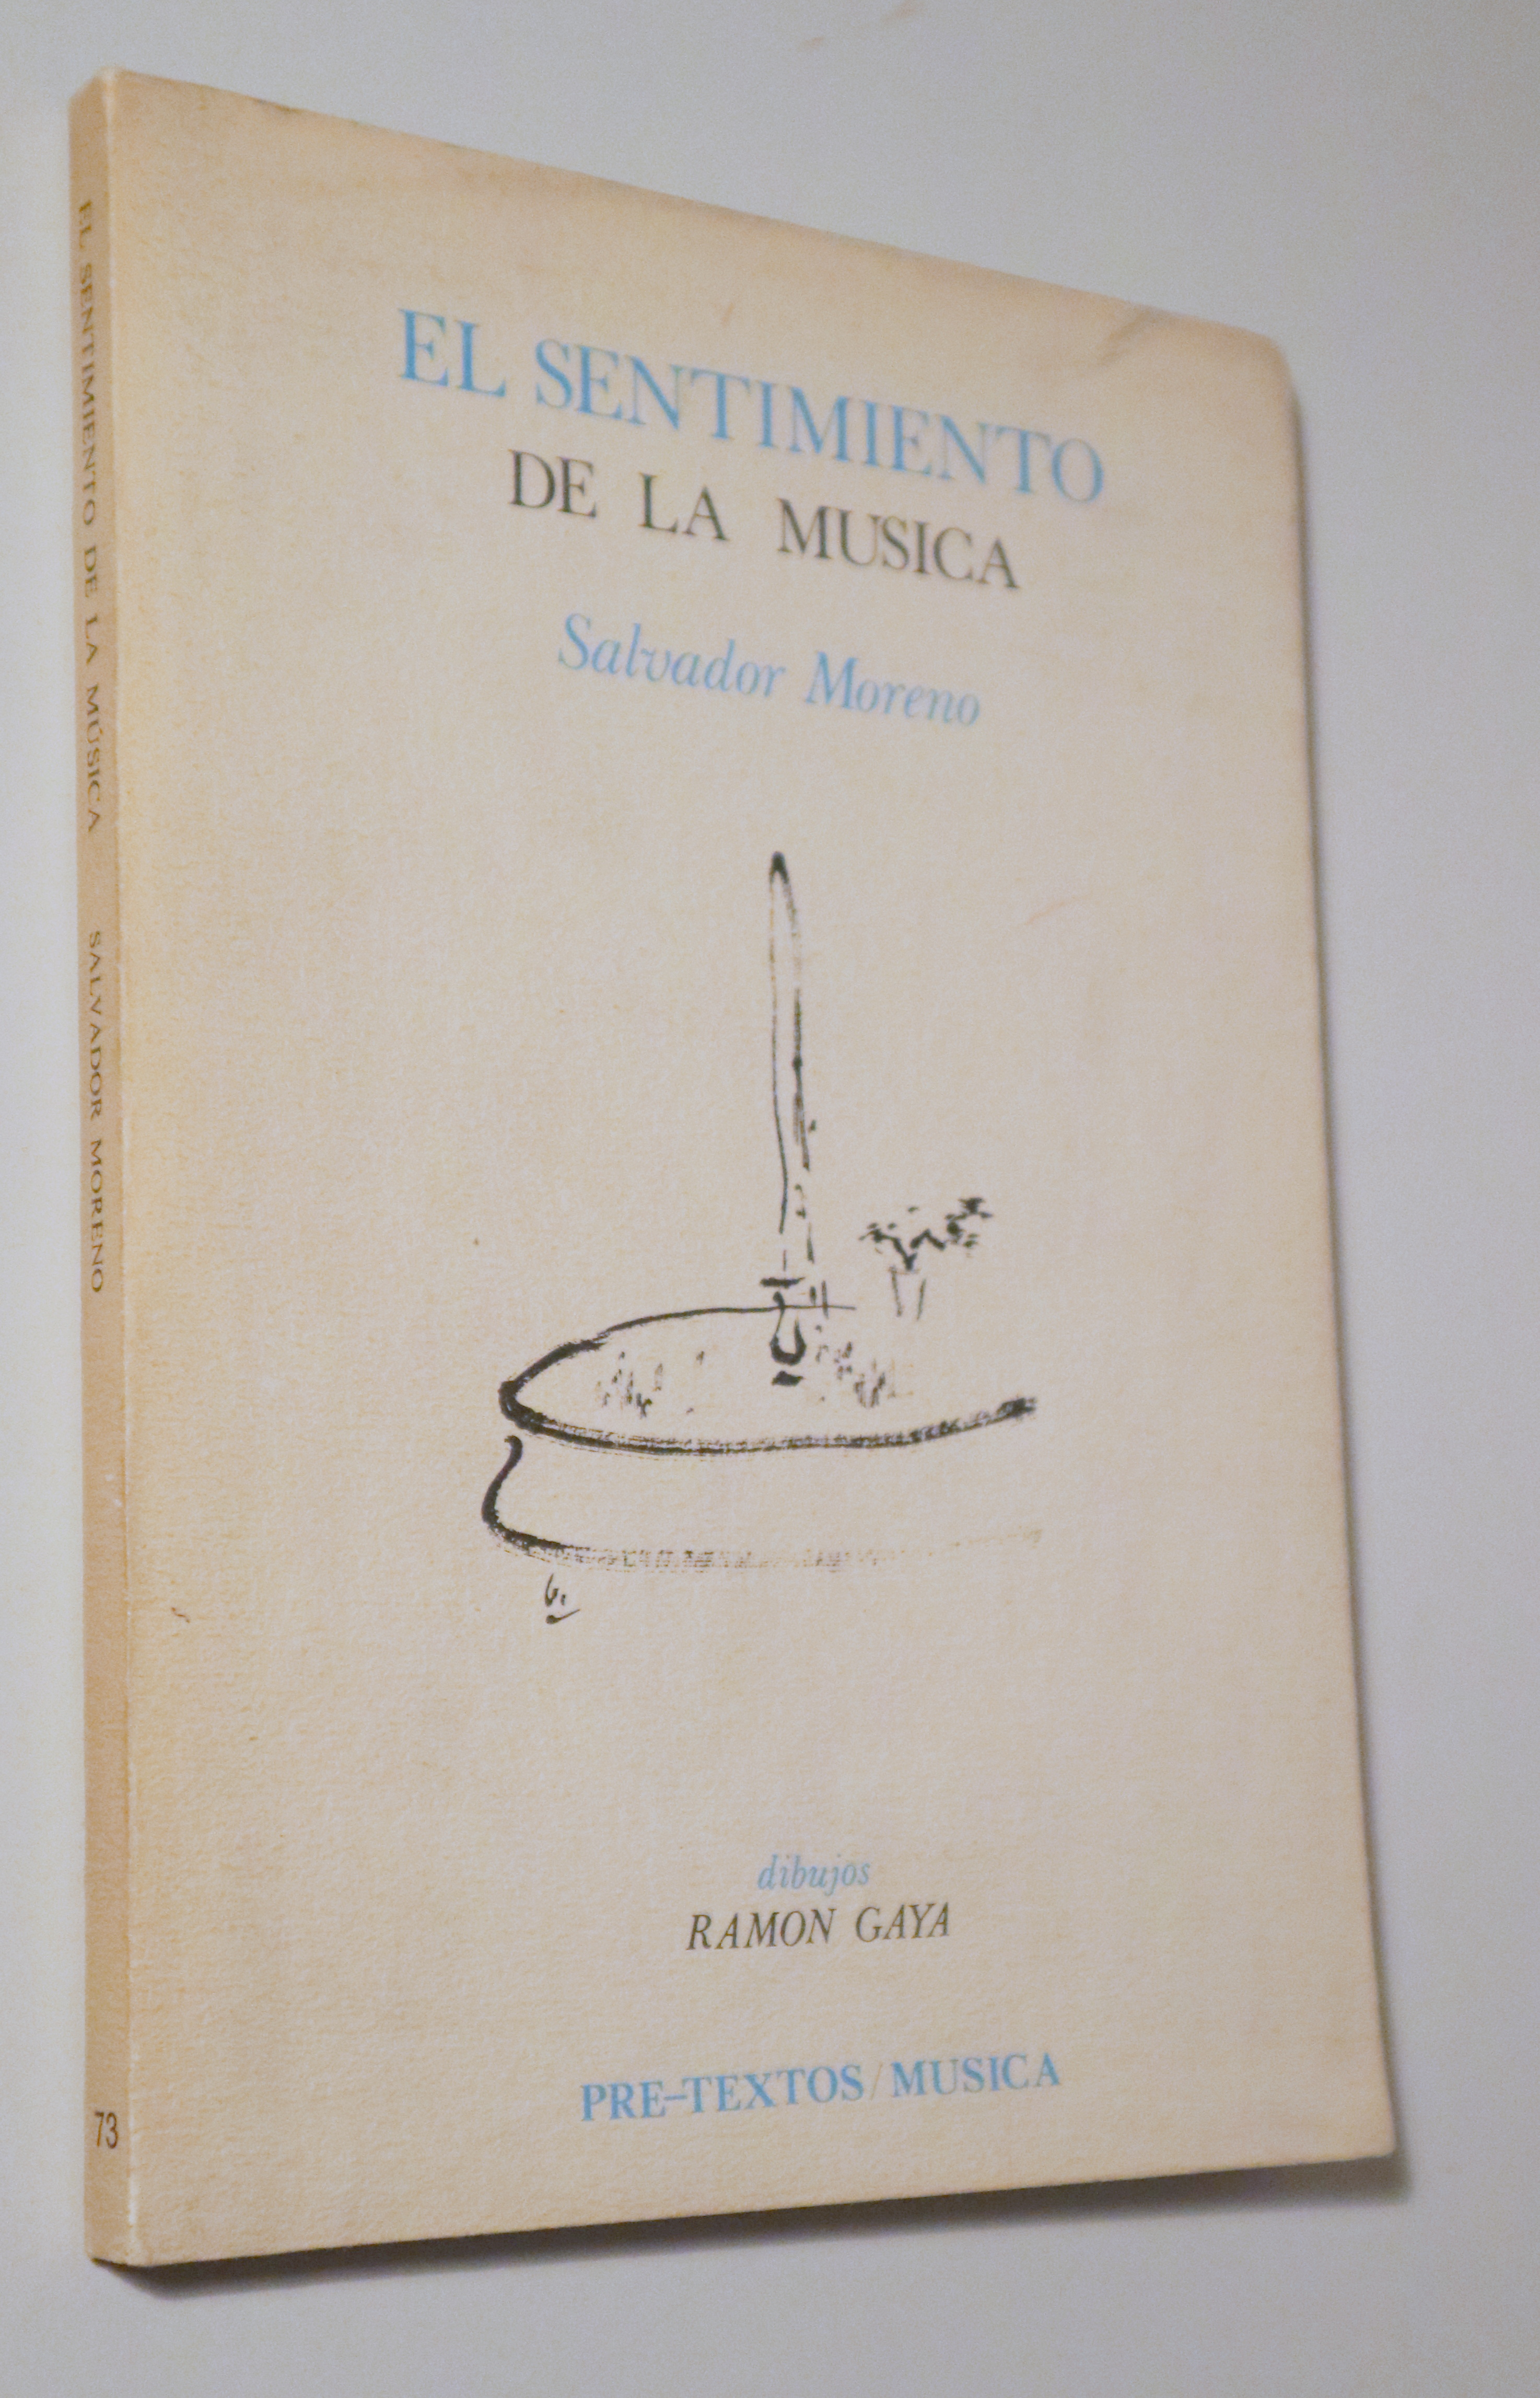 EL SENTIMIENTO
DE LA MUSICA
Salvador Moreno
dibujos
RAMON GAYA
PRE-TEXTOS/MUSICA
EL SENTIMIENTO DE LA MÚSICA SALVADOR MORENO
73